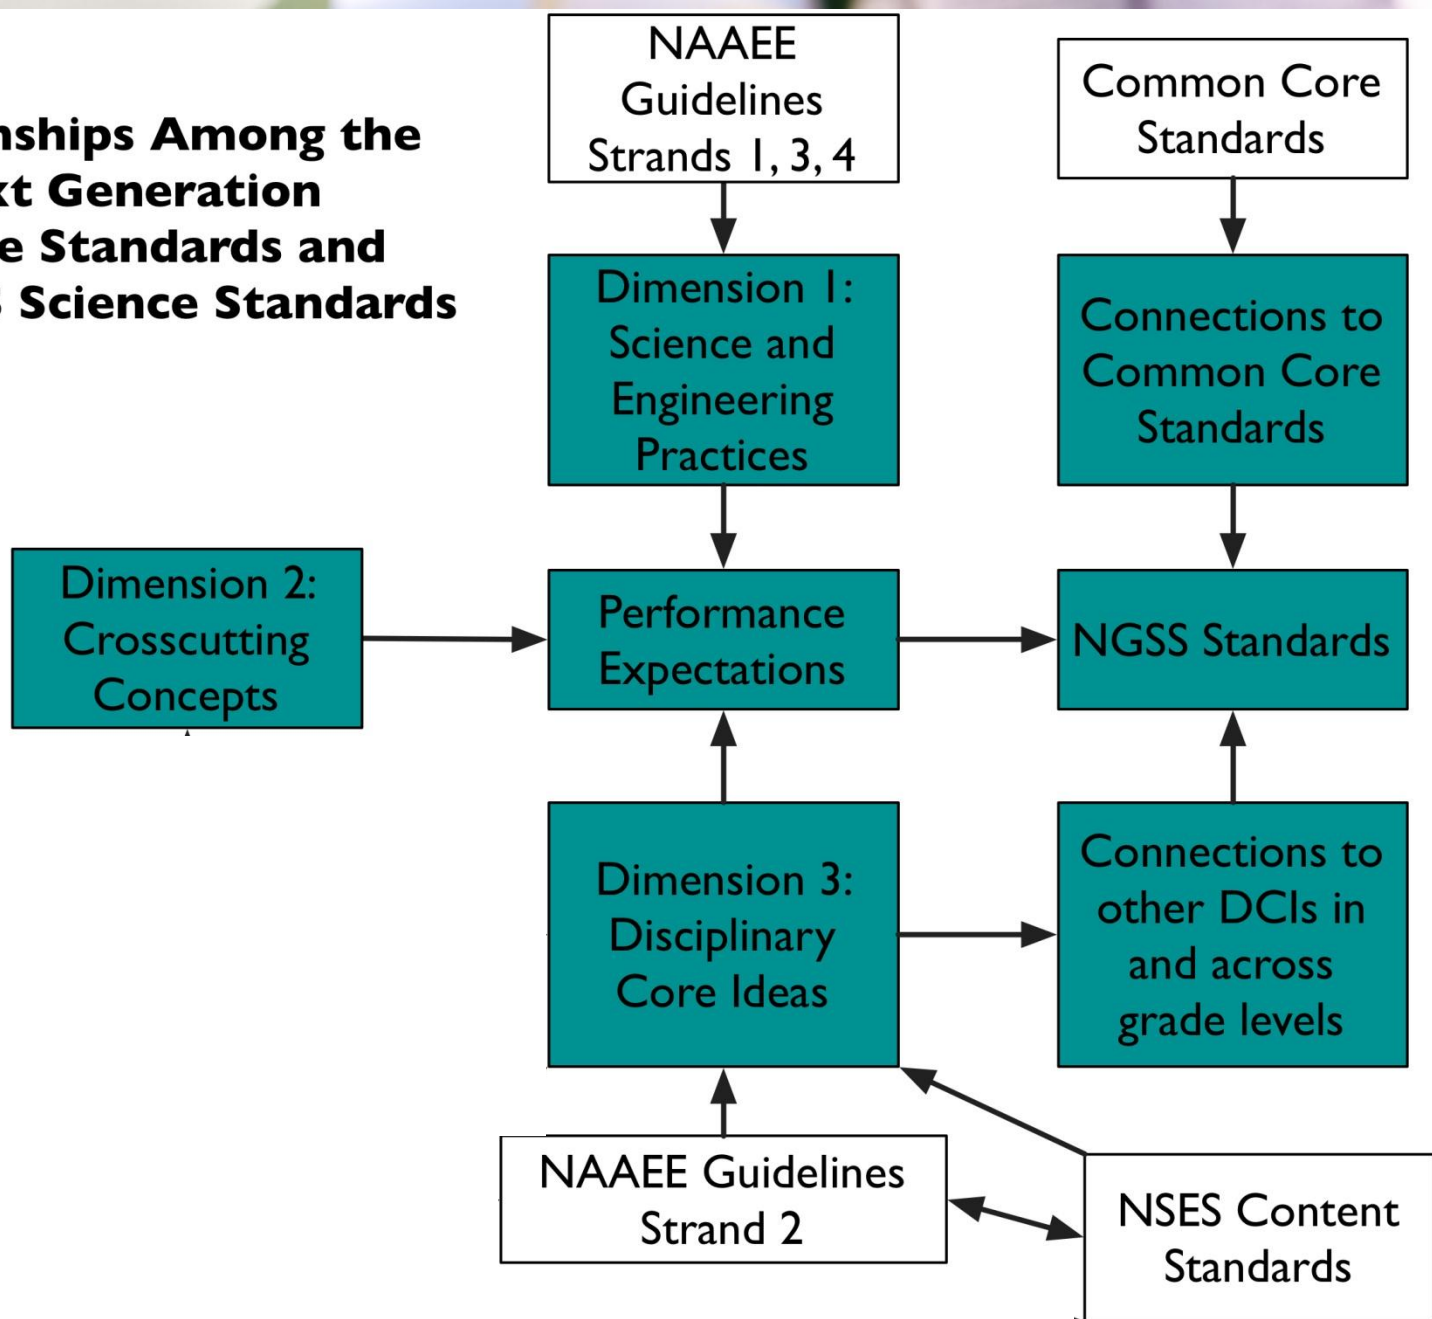 nships Among the
xt Generation
e Standards and
Science Standards
NAAEE
Guidelines
Strands 1, 3, 4
Common Core
Standards
Dimension 1:
Science and
Engineering
Practices
Connections to
Common Core
Standards
Dimension 2:
Crosscutting
Concepts
Performance
Expectations
NGSS Standards
Dimension 3:
Disciplinary
Core Ideas
Connections to
other DCIs in
and across
grade levels
NAAEE Guidelines
Strand 2
NSES Content
Standards